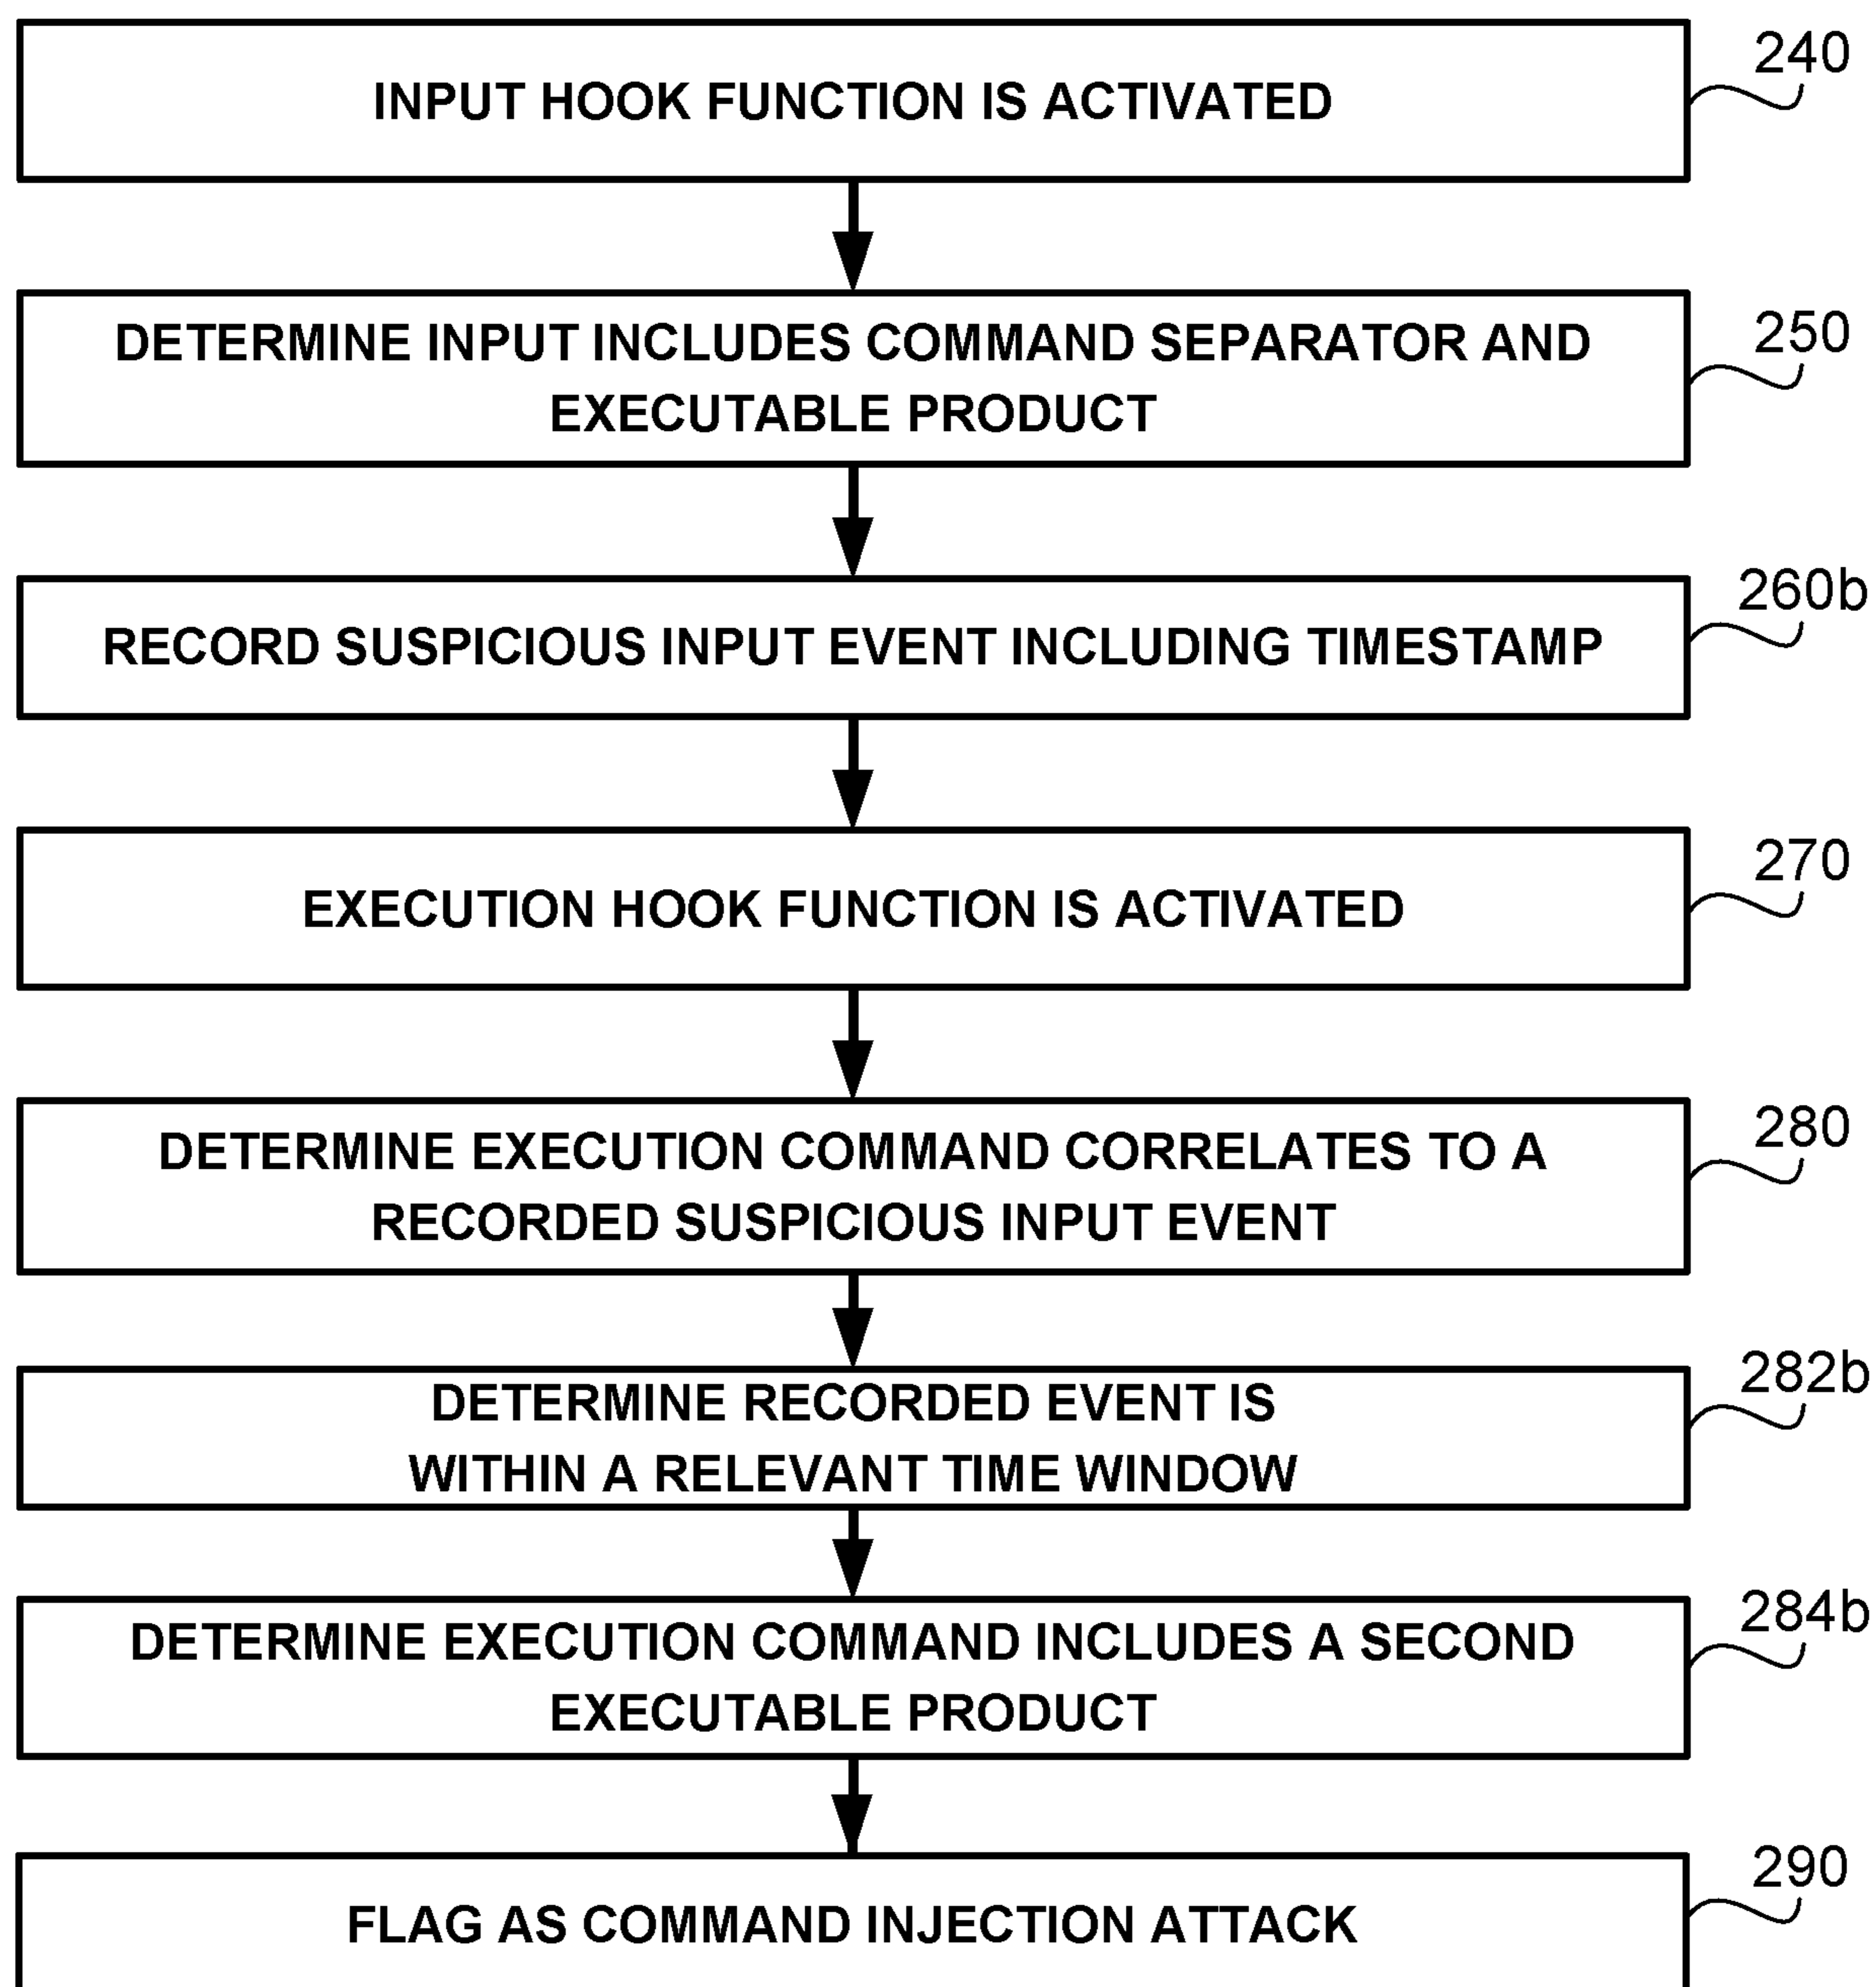 240
INPUT HOOK FUNCTION IS ACTIVATED
250
DETERMINE INPUT INCLUDES COMMAND SEPARATOR AND
EXECUTABLE PRODUCT
260b
RECORD SUSPICIOUS INPUT EVENT INCLUDING TIMESTAMP
270
EXECUTION HOOK FUNCTION IS ACTIVATED
280
DETERMINE EXECUTION COMMAND CORRELATES TO A
RECORDED SUSPICIOUS INPUT EVENT
282b
DETERMINE RECORDED EVENT IS
WITHIN A RELEVANT TIME WINDOW
284b
DETERMINE EXECUTION COMMAND INCLUDES A SECOND
EXECUTABLE PRODUCT
290
FLAG AS COMMAND INJECTION ATTACK